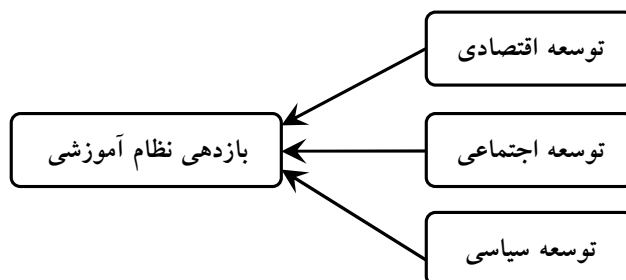 توسعه اقتصادی
توسعه اجتماعی
بازدهی نظام آموزشی
توسعه سیاسی